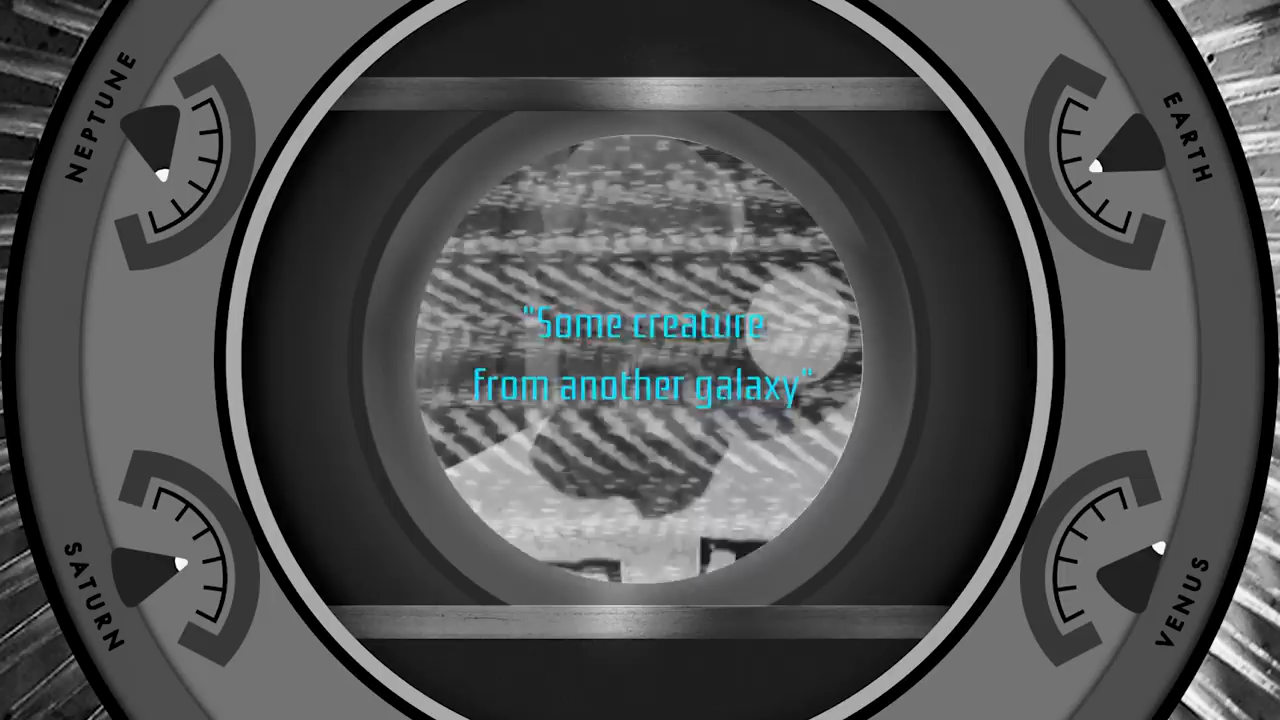 NEPTUNE
EARTH
"Some creature
from another galaxy"
SATURN
VENUS